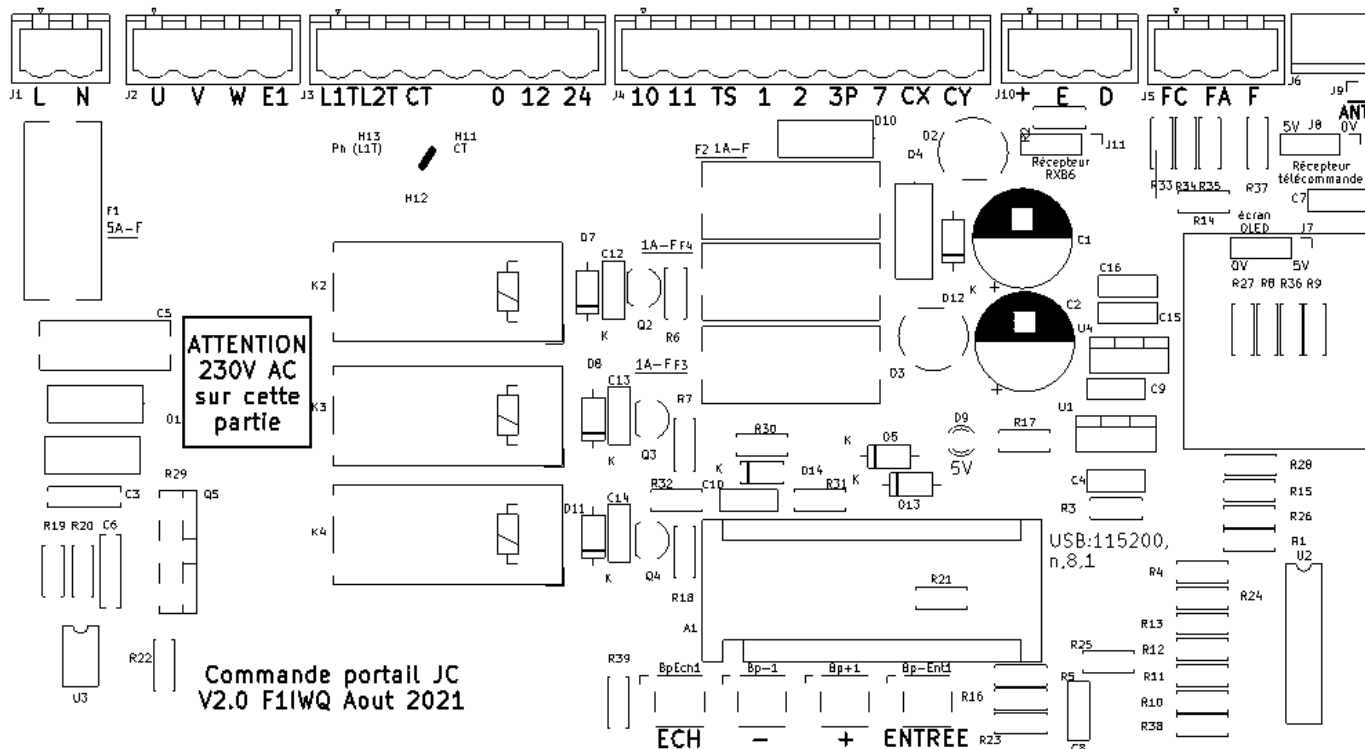 J1 L N
J2 U V W E1
J3 L1T L2T CT 0 12 24
J4 10 11 TS 1 2 3P 7 CX CY
J10 + E D
J5 FC FA F
J6
J9
ANT
H13
Ph (L1T)
H11
CT
H12
F2 1A-F
D10
D2
D4
R2
J11
Récepteur
RXB6
R33
R34
R35
R37
5V J8 0V
Récepteur
télécommande
C7
R14
F1
5A-F
écran
OLED
J7
0V 5V
D7
C12
1A-F F4
K2
K
Q2
R6
C1
K
+
D12
C2
C16
C15
U4
R27 R8 R36 R9
C5
ATTENTION
230V AC
sur cette
partie
D8
C13
1A-F F3
K3
K
Q3
R7
D3
+
C9
U1
D1
D9
5V
R17
R30
K
D14
K
D5
K
D13
R29
Q5
C3
R19 R20 C6
D11
C14
R32
C10
R31
C4
R3
R28
R15
R26
R1
U2
K4
K
Q4
R18
A1
R21
USB:115200,
n,8,1
R4
R24
R13
R12
R25
R11
R10
R38
U3
R22
Commande portail JC
V2.0 F1IWQ Aout 2021
R39
BpEch1
Bp-1
Bp+1
Bp-Ent1
R16
R5
R23
C8
ECH - + ENTREE